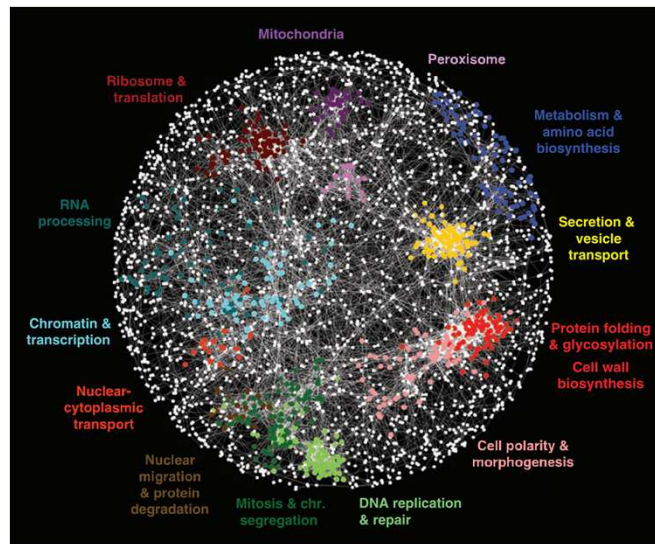 Mitochondria
Peroxisome
Ribosome &
translation
Metabolism &
amino acid
biosynthesis
RNA
processing
Secretion &
vesicle
transport
Chromatin &
transcription
Protein folding
& glycosylation
Cell wall
biosynthesis
Nuclear-
cytoplasmic
transport
Cell polarity &
morphogenesis
Nuclear
migration
& protein
degradation
Mitosis & chr.
segregation
DNA replication
& repair